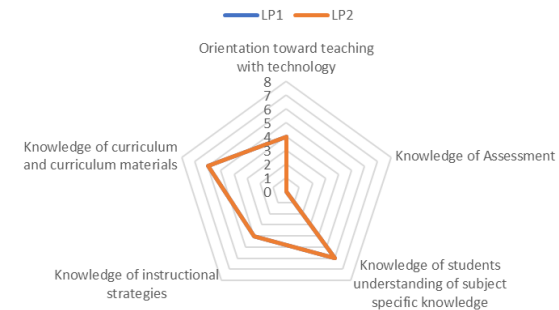 LP1 LP2
Orientation toward teaching
with technology
8
7
6
5
4
3
2
1
0
Knowledge of curriculum
and curriculum materials
Knowledge of Assessment
Knowledge of instructional
strategies
Knowledge of students
understanding of subject
specific knowledge